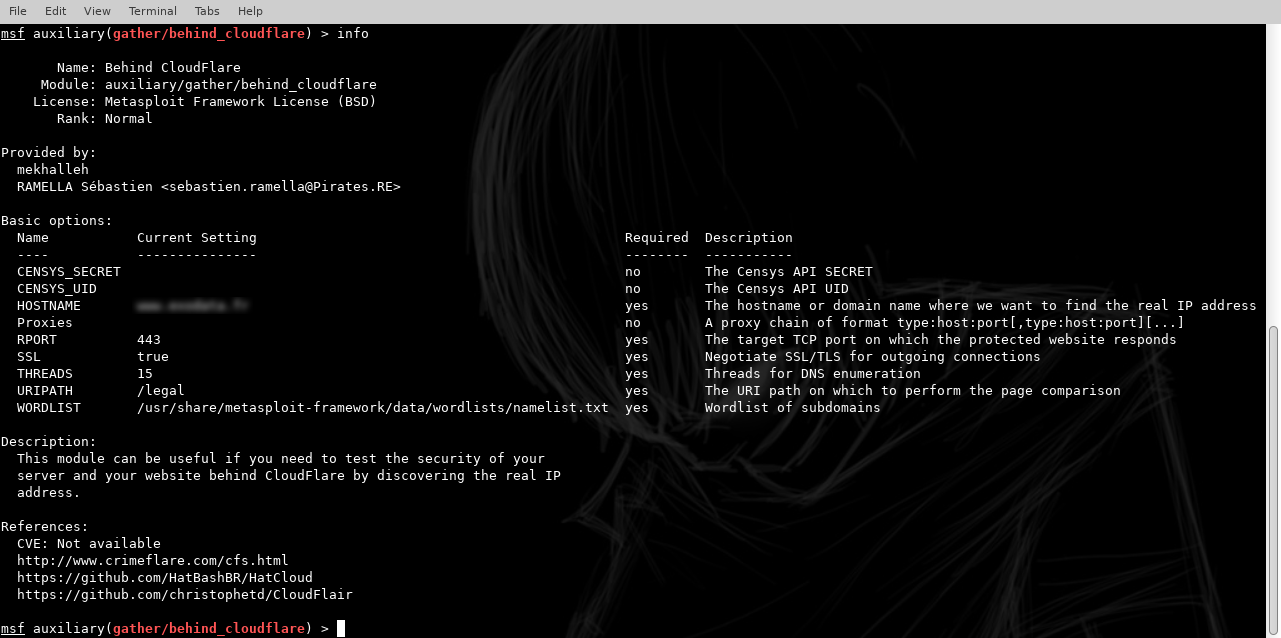 File Edit View Terminal Tabs Help
msf auxiliary(gather/behind_cloudflare) > info
Name: Behind CloudFlare
Module: auxiliary/gather/behind_cloudflare
License: Metasploit Framework License (BSD)
Rank: Normal
Provided by:
mekhalleh
RAMELLA Sébastien <sebastien.ramella@Pirates.RE>
Basic options:
Name Current Setting Required Description
---- --------------- -------- -----------
CENSYS_SECRET no The Censys API SECRET
CENSYS_UID no The Censys API UID
HOSTNAME yes The hostname or domain name where we want to find the real IP address
Proxies no A proxy chain of format type:host:port[,type:host:port][...]
RPORT 443 yes The target TCP port on which the protected website responds
SSL true yes Negotiate SSL/TLS for outgoing connections
THREADS 15 yes Threads for DNS enumeration
URIPATH /legal yes The URI path on which to perform the page comparison
WORDLIST /usr/share/metasploit-framework/data/wordlists/namelist.txt yes Wordlist of subdomains
Description:
This module can be useful if you need to test the security of your
server and your website behind CloudFlare by discovering the real IP
address.
References:
CVE: Not available
http://www.crimeflare.com/cfs.html
https://github.com/HatBashBR/HatCloud
https://github.com/christophetd/CloudFlair
msf auxiliary(gather/behind_cloudflare) >